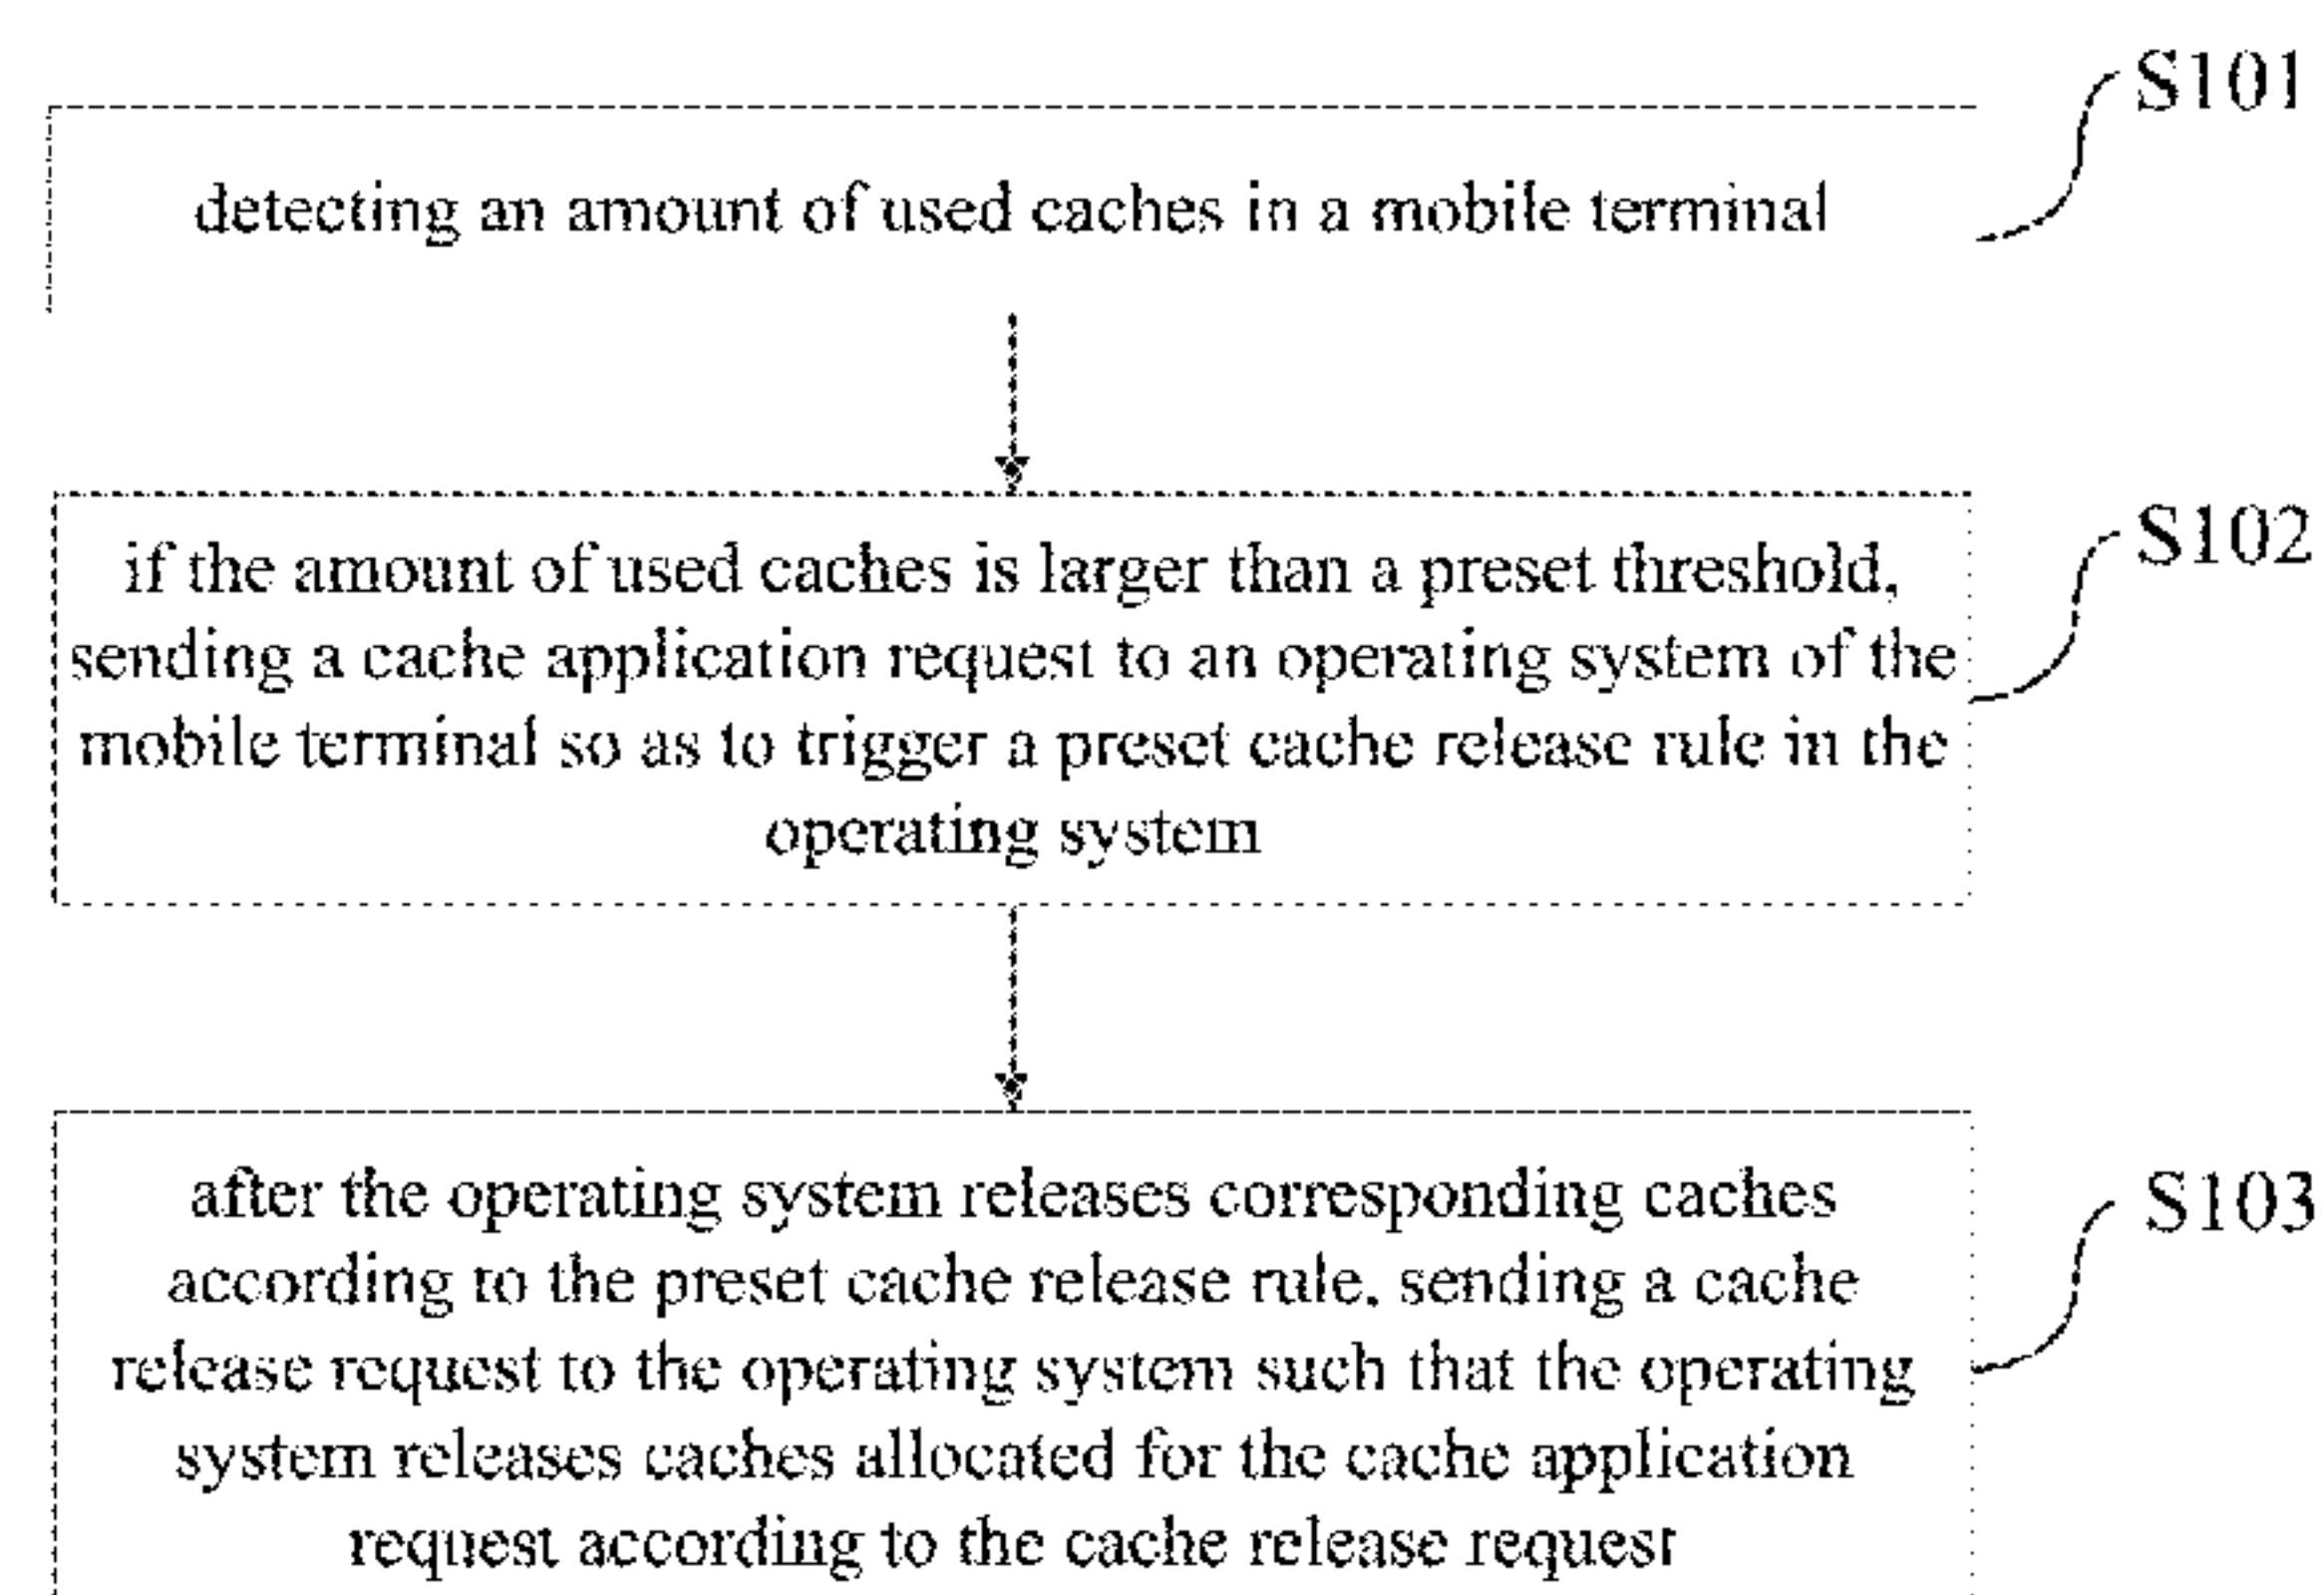 S101
detecting an amount of used caches in a mobile terminal
S102
if the amount of used caches is larger than a preset threshold,
sending a cache application request to an operating system of the
mobile terminal so as to trigger a preset cache release rule in the
operating system
S103
after the operating system releases corresponding caches
according to the preset cache release rule, sending a cache
release request to the operating system such that the operating
system releases caches allocated for the cache application
request according to the cache release request